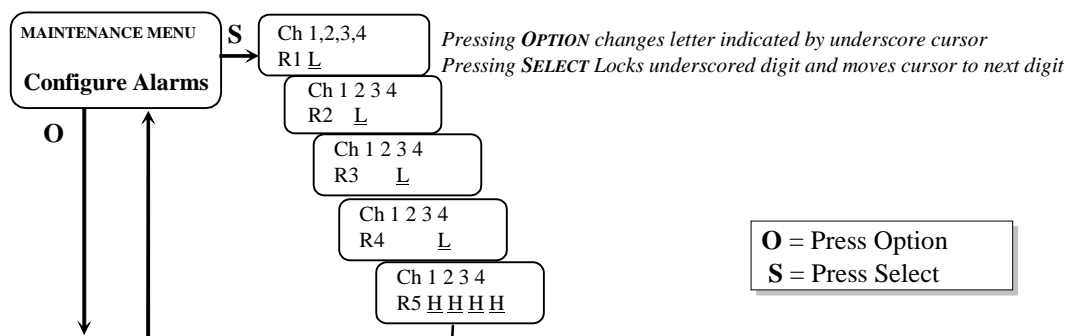 MAINTENANCE MENU
Configure Alarms
S
O
Ch 1,2,3,4
R1 L
Pressing OPTION changes letter indicated by underscore cursor
Pressing SELECT Locks underscored digit and moves cursor to next digit
Ch 1 2 3 4
R2 L
Ch 1 2 3 4
R3 L
Ch 1 2 3 4
R4 L
Ch 1 2 3 4
R5 H H H H
O = Press Option
S = Press Select